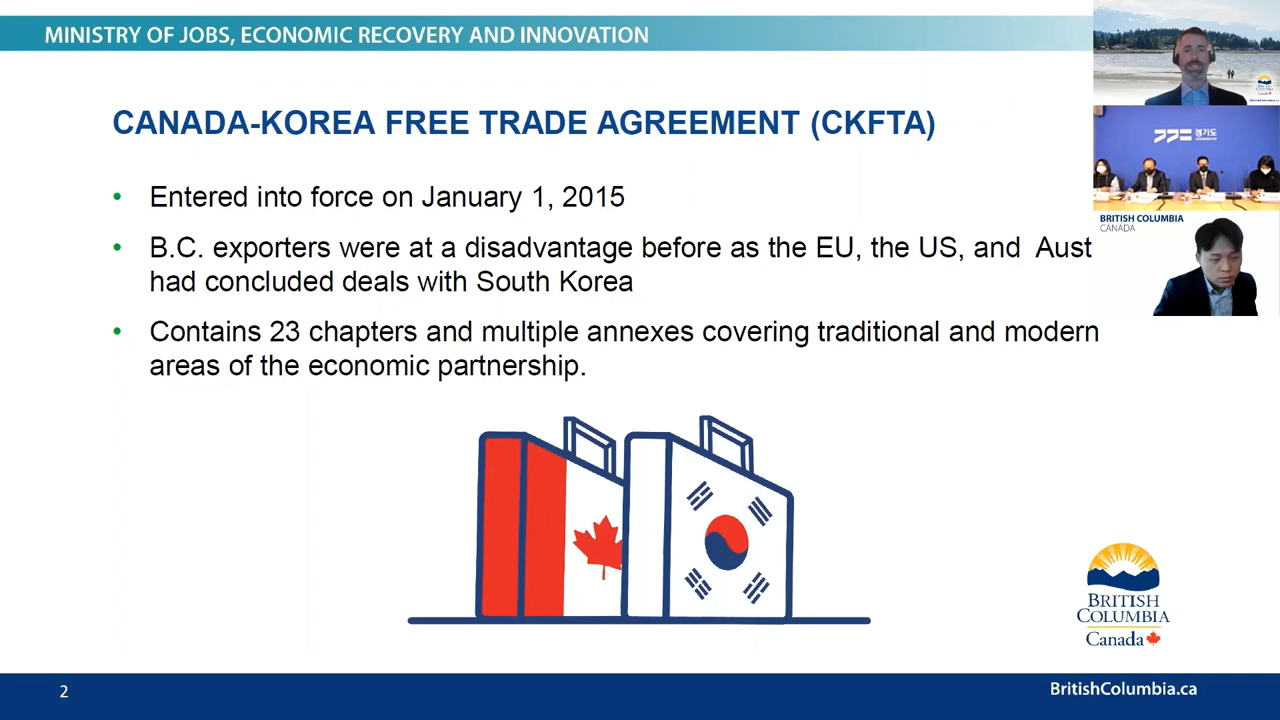 MINISTRY OF JOBS, ECONOMIC RECOVERY AND INNOVATION
CANADA-KOREA FREE TRADE AGREEMENT (CKFTA)
• Entered into force on January 1, 2015
• B.C. exporters were at a disadvantage before as the EU, the US, and Aust
had concluded deals with South Korea
• Contains 23 chapters and multiple annexes covering traditional and modern
areas of the economic partnership.
경기도
BRITISH COLUMBIA
CANADA
BRITISH
COLUMBIA
Canada
2
BritishColumbia.ca